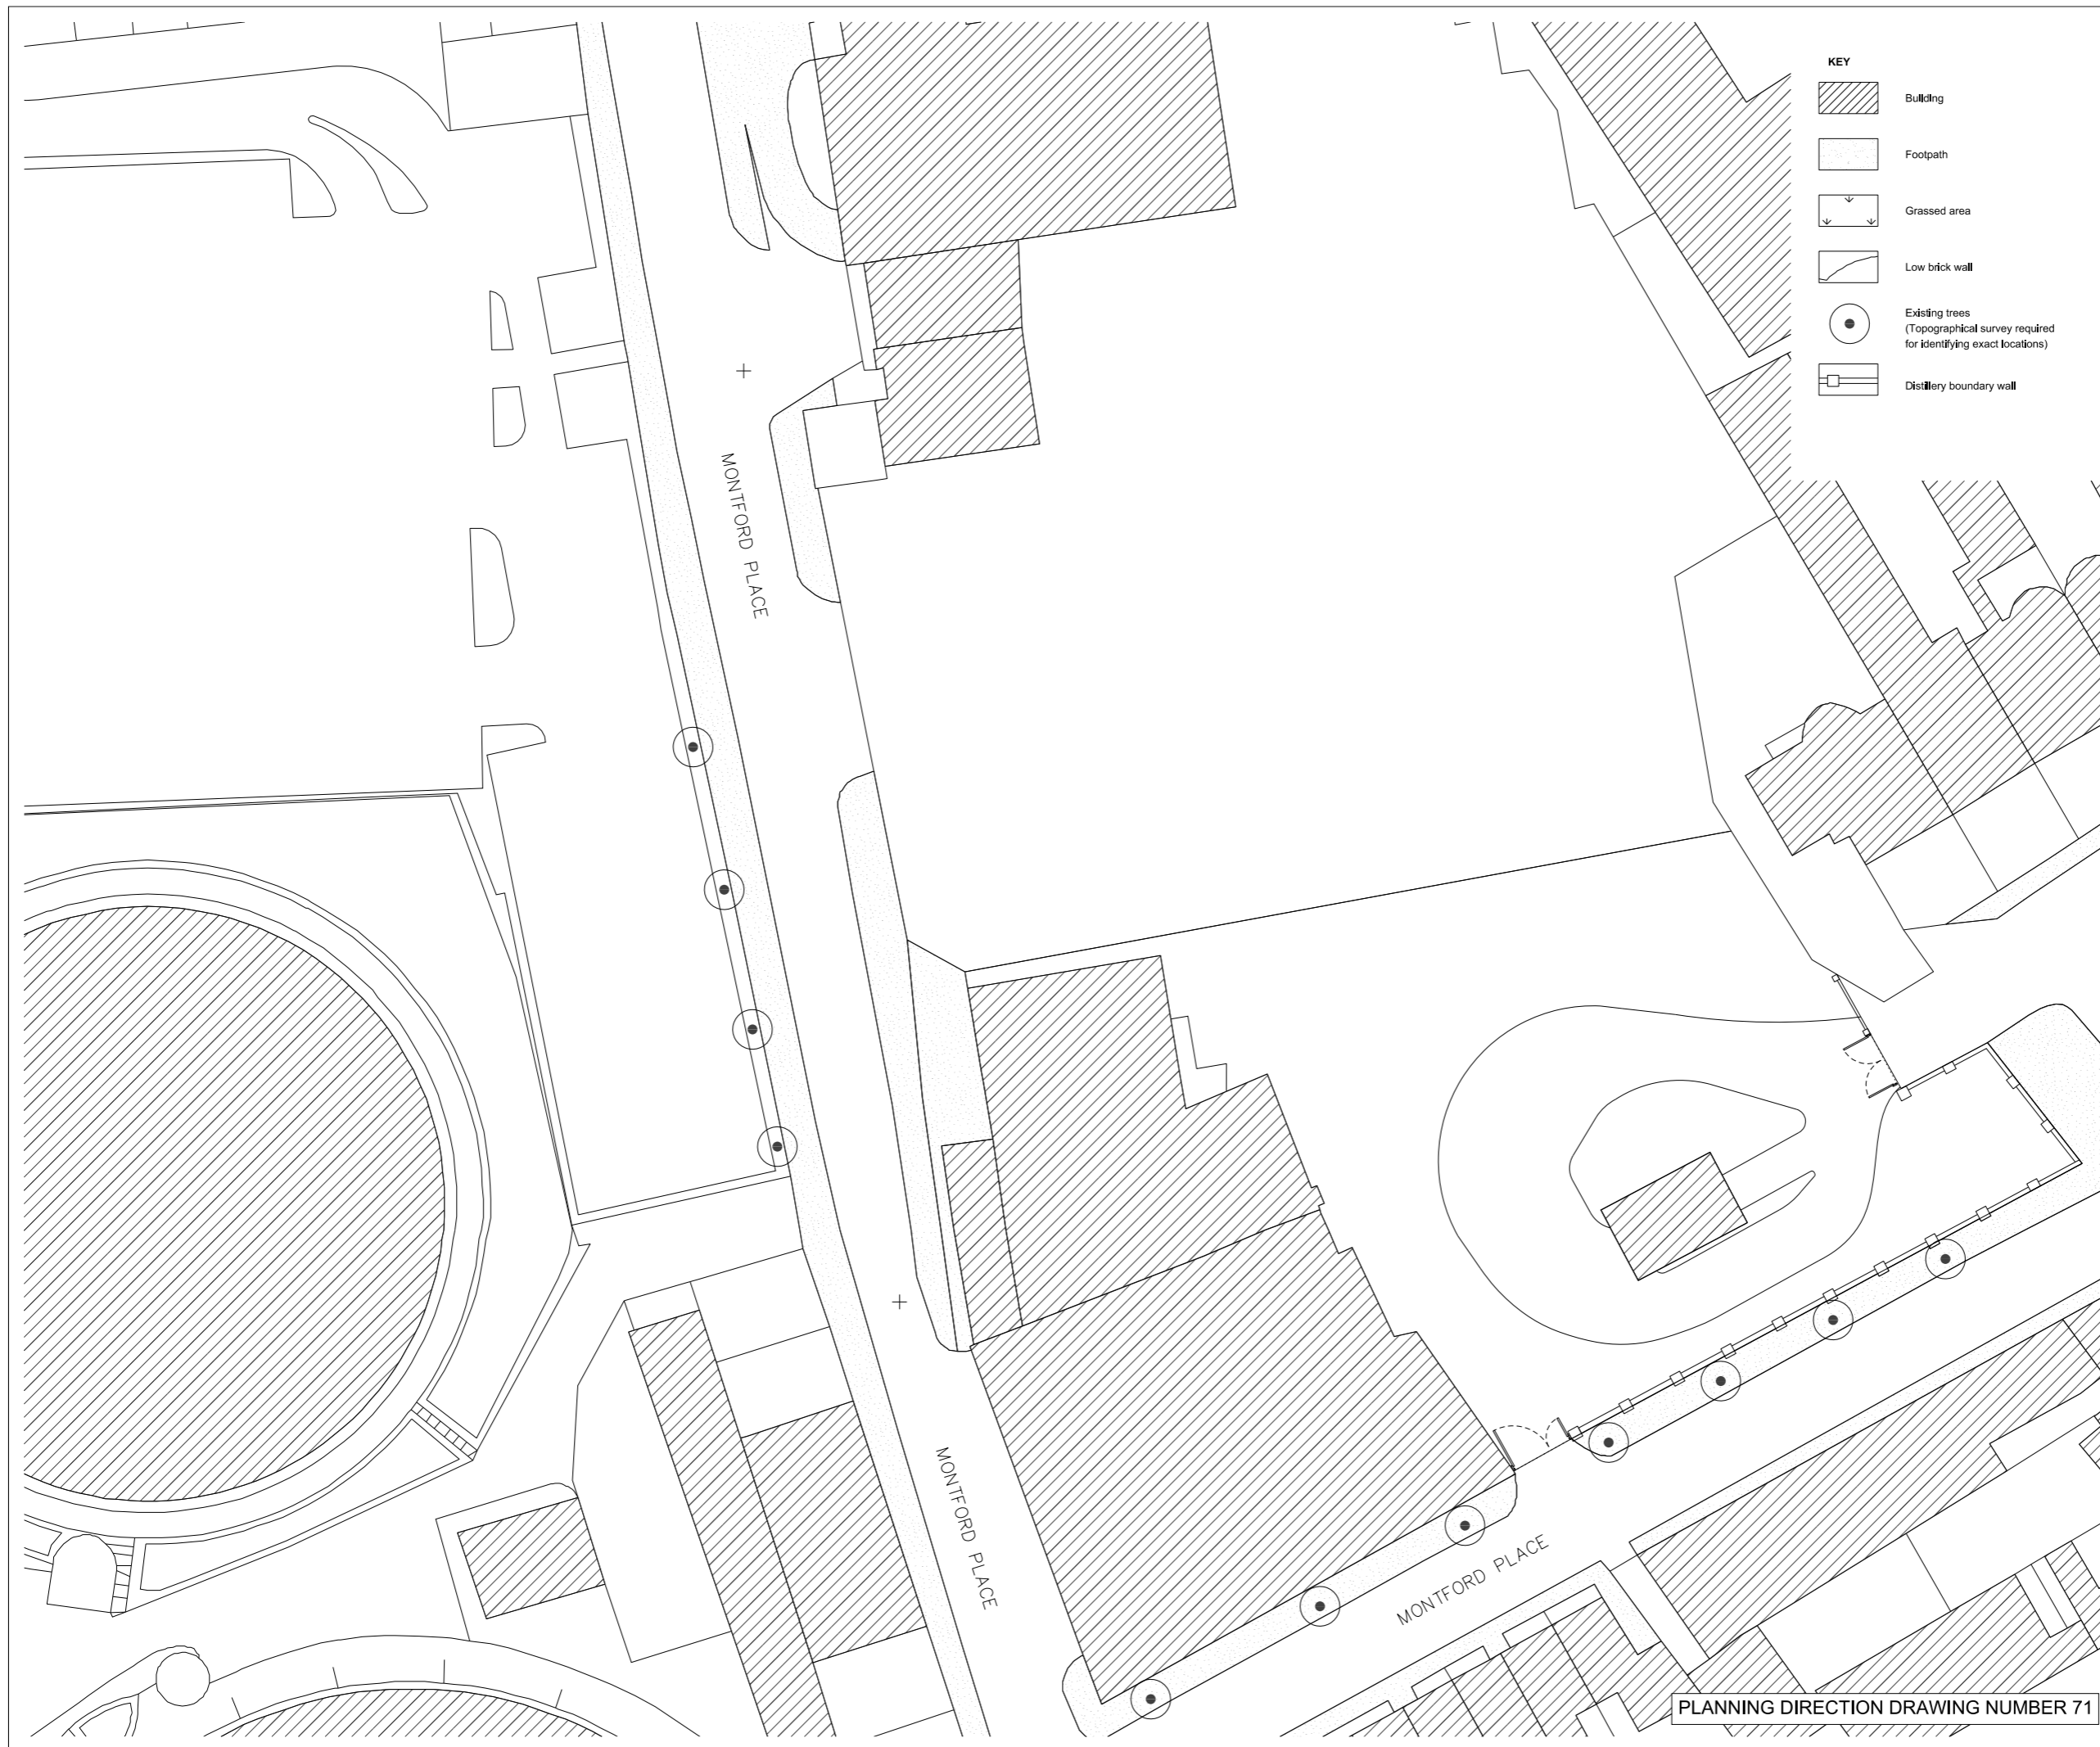 KEY
Building
Footpath
Grassed area
Low brick wall
Existing trees
(Topographical survey required
for identifying exact locations)
Distillery boundary wall
MONTFORD PLACE
MONTFORD PLACE
MONTFORD PLACE
PLANNING DIRECTION DRAWING NUMBER 71